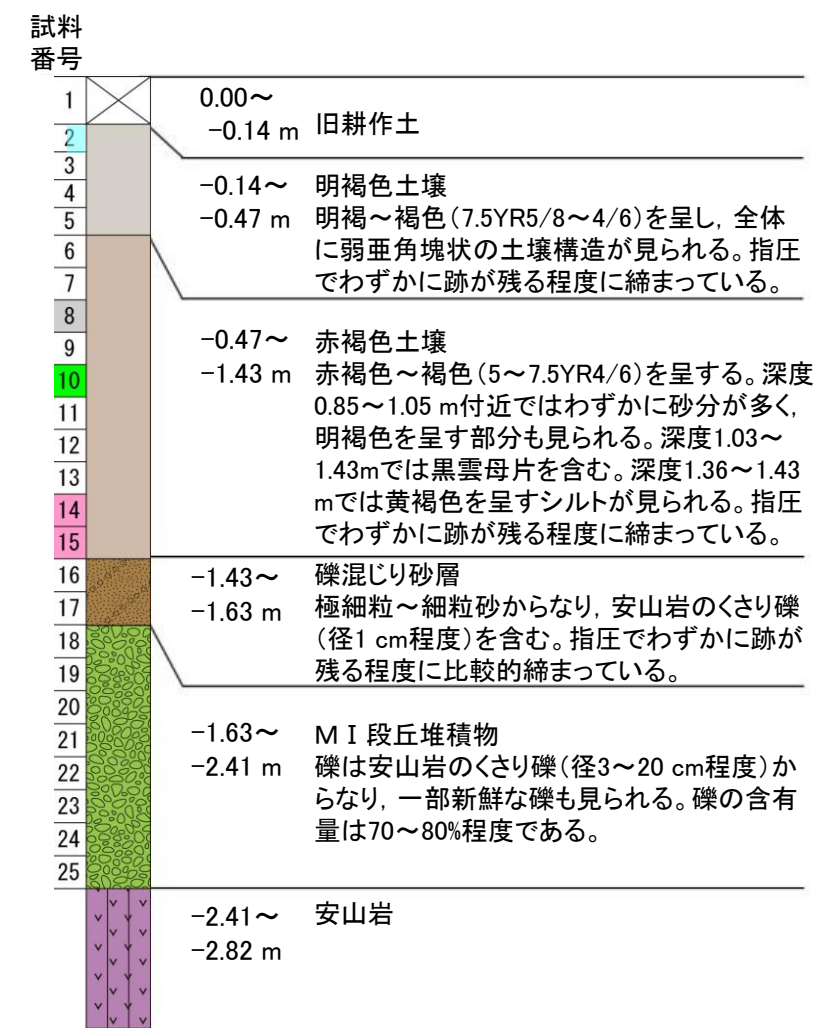 試料
番号
1
2
3
4
5
6
7
8
9
10
11
12
13
14
15
16
17
18
19
20
21
22
23
24
25
0.00～
−0.14 m
旧耕作土
−0.14～
−0.47 m
明褐色土壌
明褐～褐色（7.5YR5/8～4/6）を呈し，全体
に弱亜角塊状の土壌構造が見られる。指圧
でわずかに跡が残る程度に締まっている。
−0.47～
−1.43 m
赤褐色土壌
赤褐色～褐色（5～7.5YR4/6）を呈する。深度
0.85～1.05 m付近ではわずかに砂分が多く，
明褐色を呈す部分も見られる。深度1.03～
1.43mでは黒雲母片を含む。深度1.36～1.43
mでは黄褐色を呈すシルトが見られる。指圧
でわずかに跡が残る程度に締まっている。
−1.43～
−1.63 m
礫混じり砂層
極細粒～細粒砂からなり，安山岩のくさり礫
（径1 cm程度）を含む。指圧でわずかに跡が
残る程度に比較的締まっている。
−1.63～
−2.41 m
ＭⅠ段丘堆積物
礫は安山岩のくさり礫（径3～20 cm程度）か
らなり，一部新鮮な礫も見られる。礫の含有
量は70～80%程度である。
−2.41～
−2.82 m
安山岩